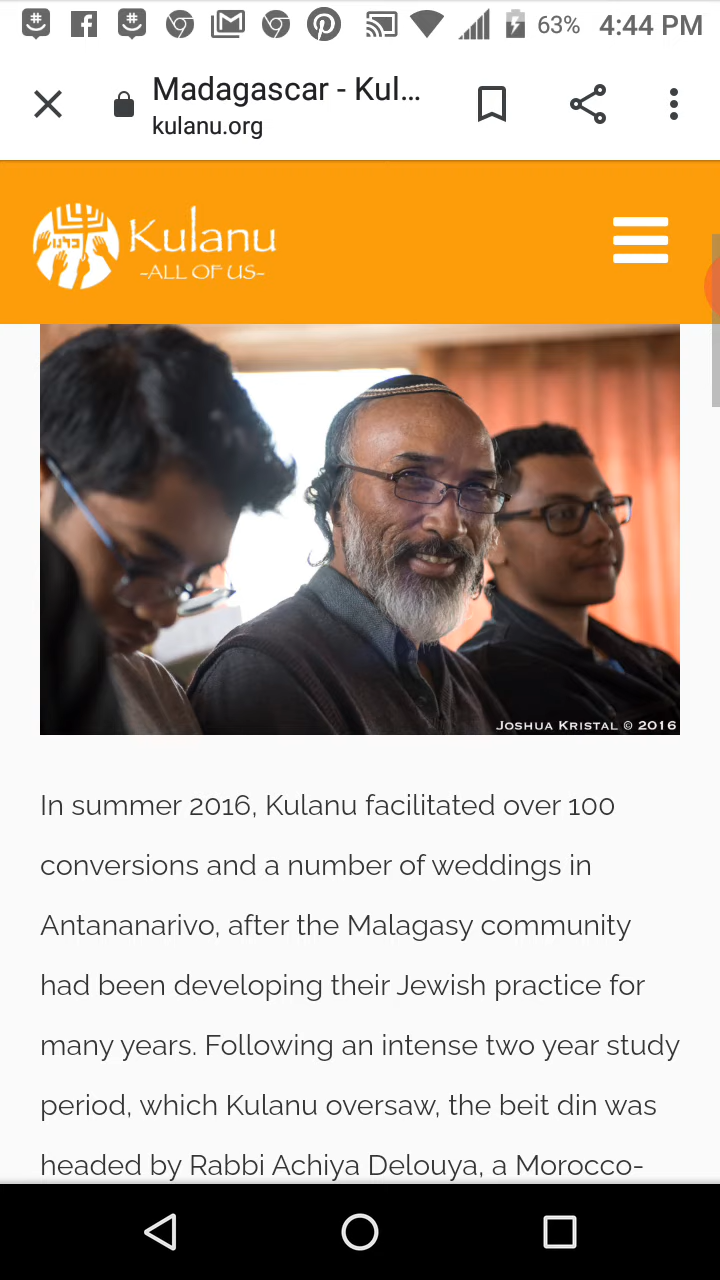 63% 4:44 PM
Madagascar - Kul...
kulanu.org
כלנו
Kulanu
-ALL OF US-
JOSHUA KRISTAL © 2016
In summer 2016, Kulanu facilitated over 100
conversions and a number of weddings in
Antananarivo, after the Malagasy community
had been developing their Jewish practice for
many years. Following an intense two year study
period, which Kulanu oversaw, the beit din was
headed by Rabbi Achiya Delouya, a Morocco-